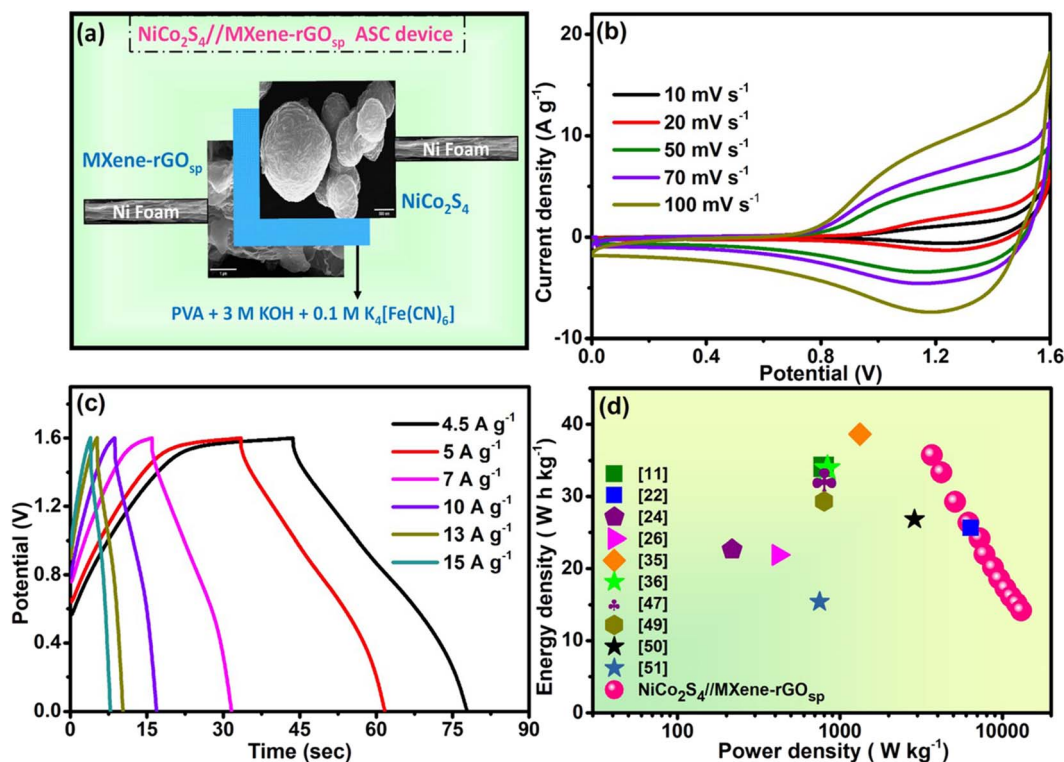 (a)
NiCo₂S₄//MXene-rGOsp ASC device
MXene-rGOsp
Ni Foam
Ni Foam
NiCo₂S₄
PVA + 3 M KOH + 0.1 M K₄[Fe(CN)₆]
(b)
Current density (A g⁻¹)
20
10
0
-10
10 mV s⁻¹
20 mV s⁻¹
50 mV s⁻¹
70 mV s⁻¹
100 mV s⁻¹
0.0 0.4 0.8 1.2 1.6
Potential (V)
(c)
Potential (V)
1.6
1.2
0.8
0.4
0.0
4.5 A g⁻¹
5 A g⁻¹
7 A g⁻¹
10 A g⁻¹
13 A g⁻¹
15 A g⁻¹
0 15 30 45 60 75
Time (sec)
(d)
Energy density (W h kg⁻¹)
40
30
20
10
0
[11]
[22]
[24]
[26]
[35]
[36]
[47]
[49]
[50]
[51]
NiCo₂S₄//MXene-rGOsp
100 1000 10000
Power density ( W kg⁻¹)